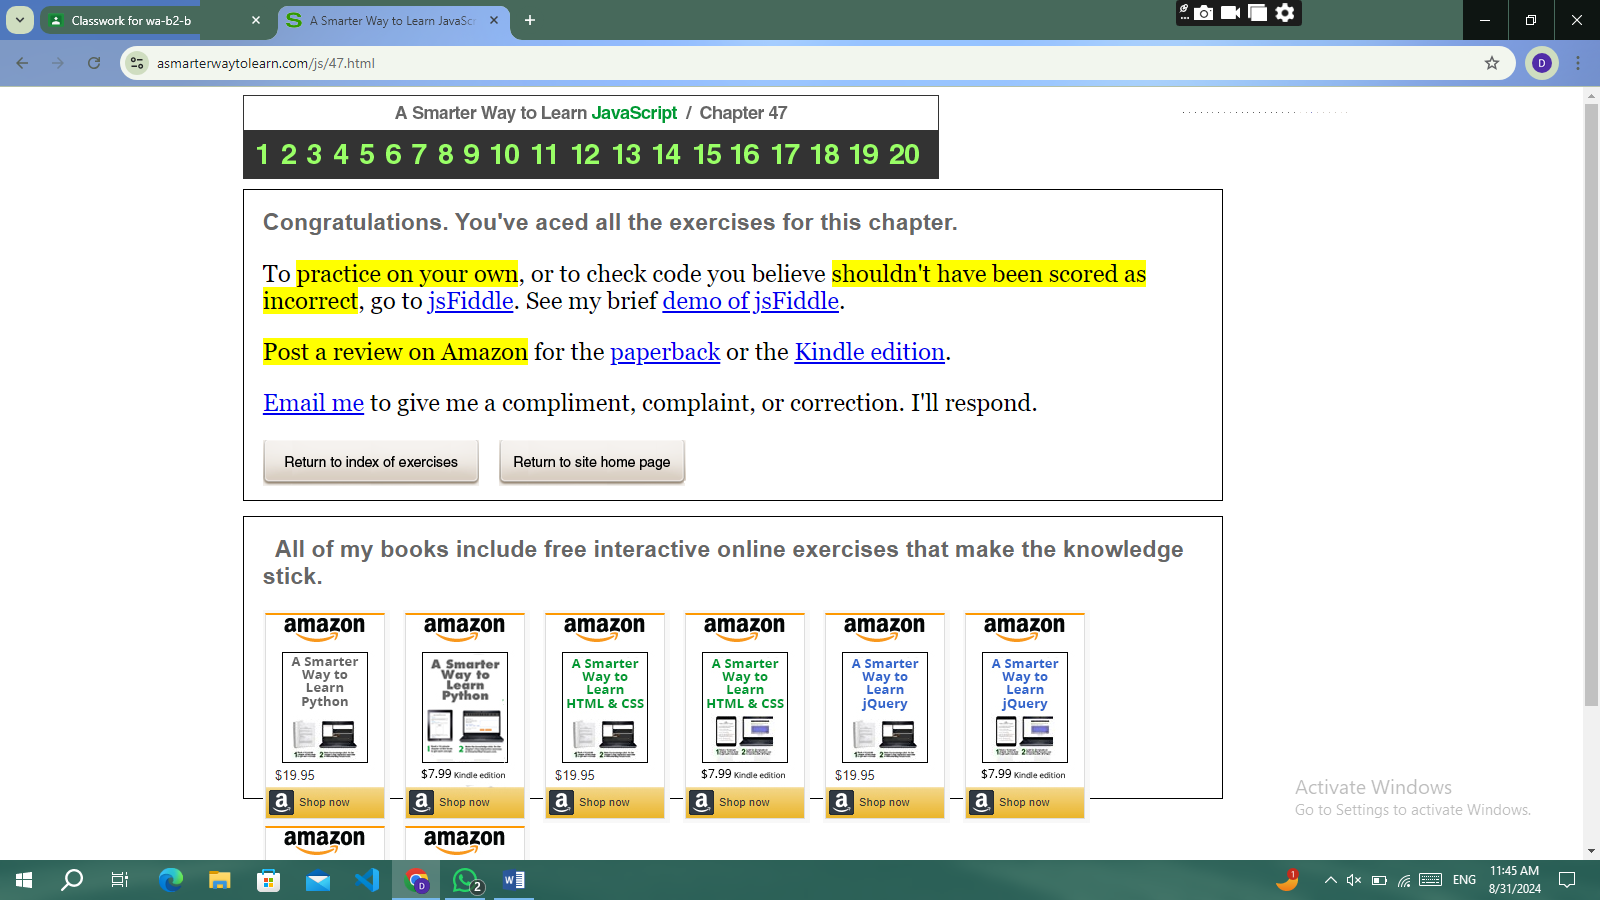 Classwork for wa-b2-b
A Smarter Way to Learn JavaSc
asmarterwaytolearn.com/js/47.html
D
A Smarter Way to Learn JavaScript / Chapter 47
1 2 3 4 5 6 7 8 9 10 11 12 13 14 15 16 17 18 19 20
Congratulations. You've aced all the exercises for this chapter.
To practice on your own, or to check code you believe shouldn't have been scored as
incorrect, go to jsFiddle. See my brief demo of jsFiddle.
Post a review on Amazon for the paperback or the Kindle edition.
Email me to give me a compliment, complaint, or correction. I'll respond.
Return to index of exercises Return to site home page
All of my books include free interactive online exercises that make the knowledge
stick.
amazon amazon amazon amazon amazon amazon
A Smarter A Smarter A Smarter A Smarter A Smarter A Smarter
Way to Way to Way to Way to Way to Way to
Learn Learn Learn Learn Learn Learn
Python Python HTML & CSS HTML & CSS jQuery jQuery
$19.95 $7.99 Kindle edition $19.95 $7.99 Kindle edition $19.95 $7.99 Kindle edition
Shop now Shop now Shop now Shop now Shop now Shop now
amazon amazon
Activate Windows
Go to Settings to activate Windows.
D 2 1 ENG 11:45 AM
8/31/2024